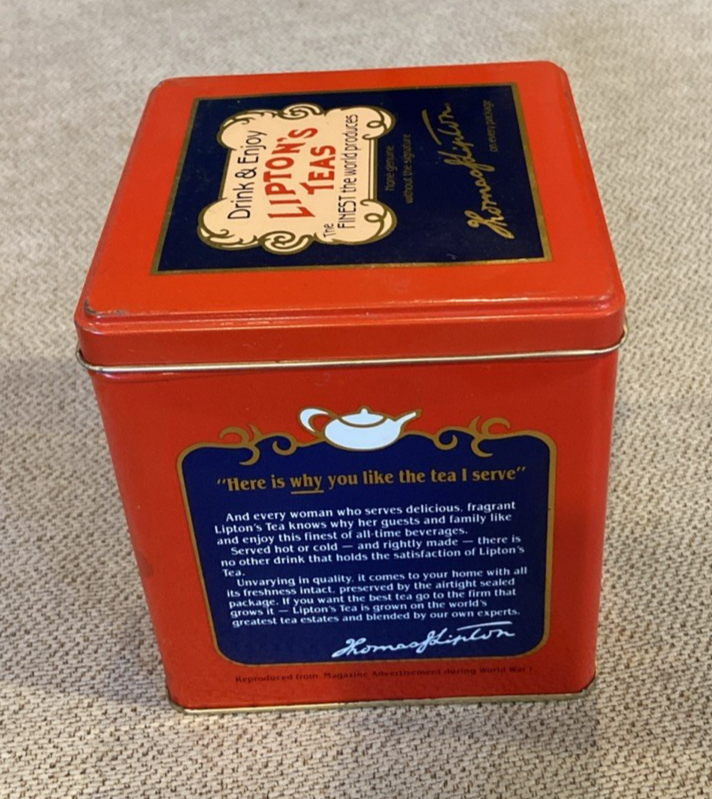 Drink & Enjoy
LIPTON'S
TEAS
The
FINEST the world produces
None genuine
without the signature
Thomas J Lipton
on every package
"Here is why you like the tea I serve"
And every woman who serves delicious, fragrant
Lipton's Tea knows why her guests and family like
and enjoy this finest of all-time beverages.
Served hot or cold — and rightly made — there is
no other drink that holds the satisfaction of Lipton's
Tea.
Unvarying in quality, it comes to your home with all
its freshness intact, preserved by the airtight sealed
package. If you want the best tea go to the firm that
grows it — Lipton's Tea is grown on the world's
greatest tea estates and blended by our own experts.
Thomas J Lipton
Reproduced from Magazine Advertisement during World War I